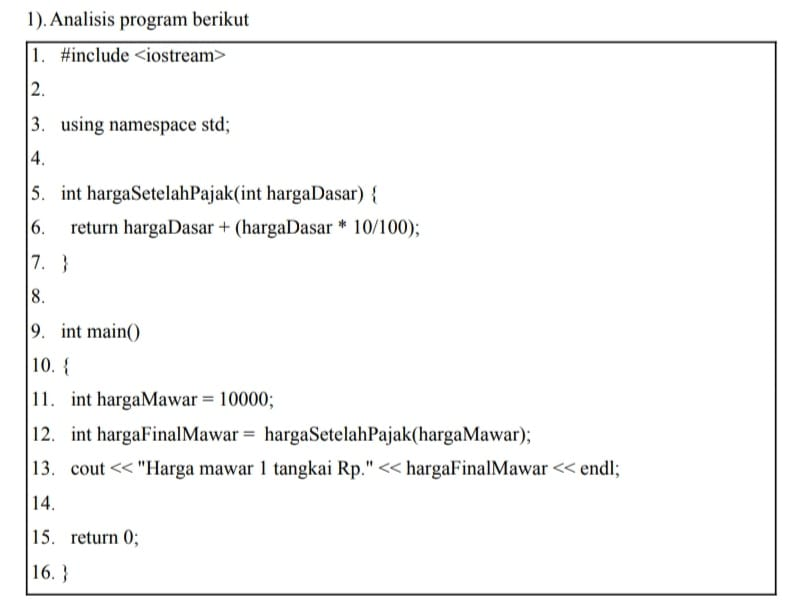 1). Analisis program berikut
1. #include <iostream>
2.
3. using namespace std;
4.
5. int hargaSetelahPajak(int hargaDasar) {
6. return hargaDasar + (hargaDasar * 10/100);
7. }
8.
9. int main()
10. {
11. int hargaMawar = 10000;
12. int hargaFinalMawar = hargaSetelahPajak(hargaMawar);
13. cout << "Harga mawar 1 tangkai Rp." << hargaFinalMawar << endl;
14.
15. return 0;
16. }